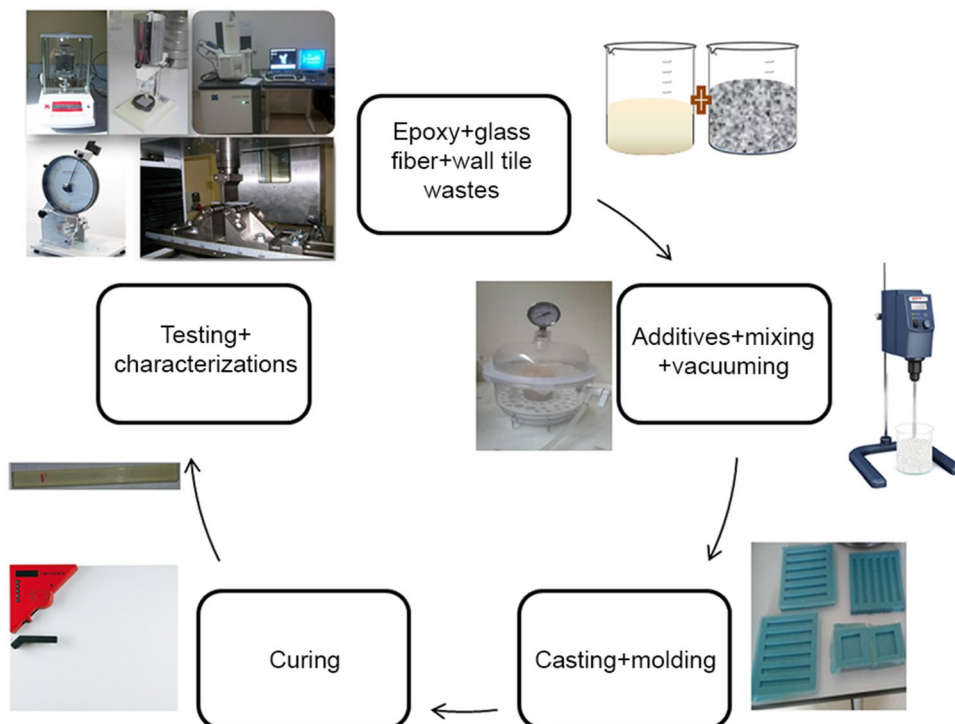 Epoxy+glass
fiber+wall tile
wastes
Additives+mixing
+vacuuming
Casting+molding
Curing
Testing+
characterizations